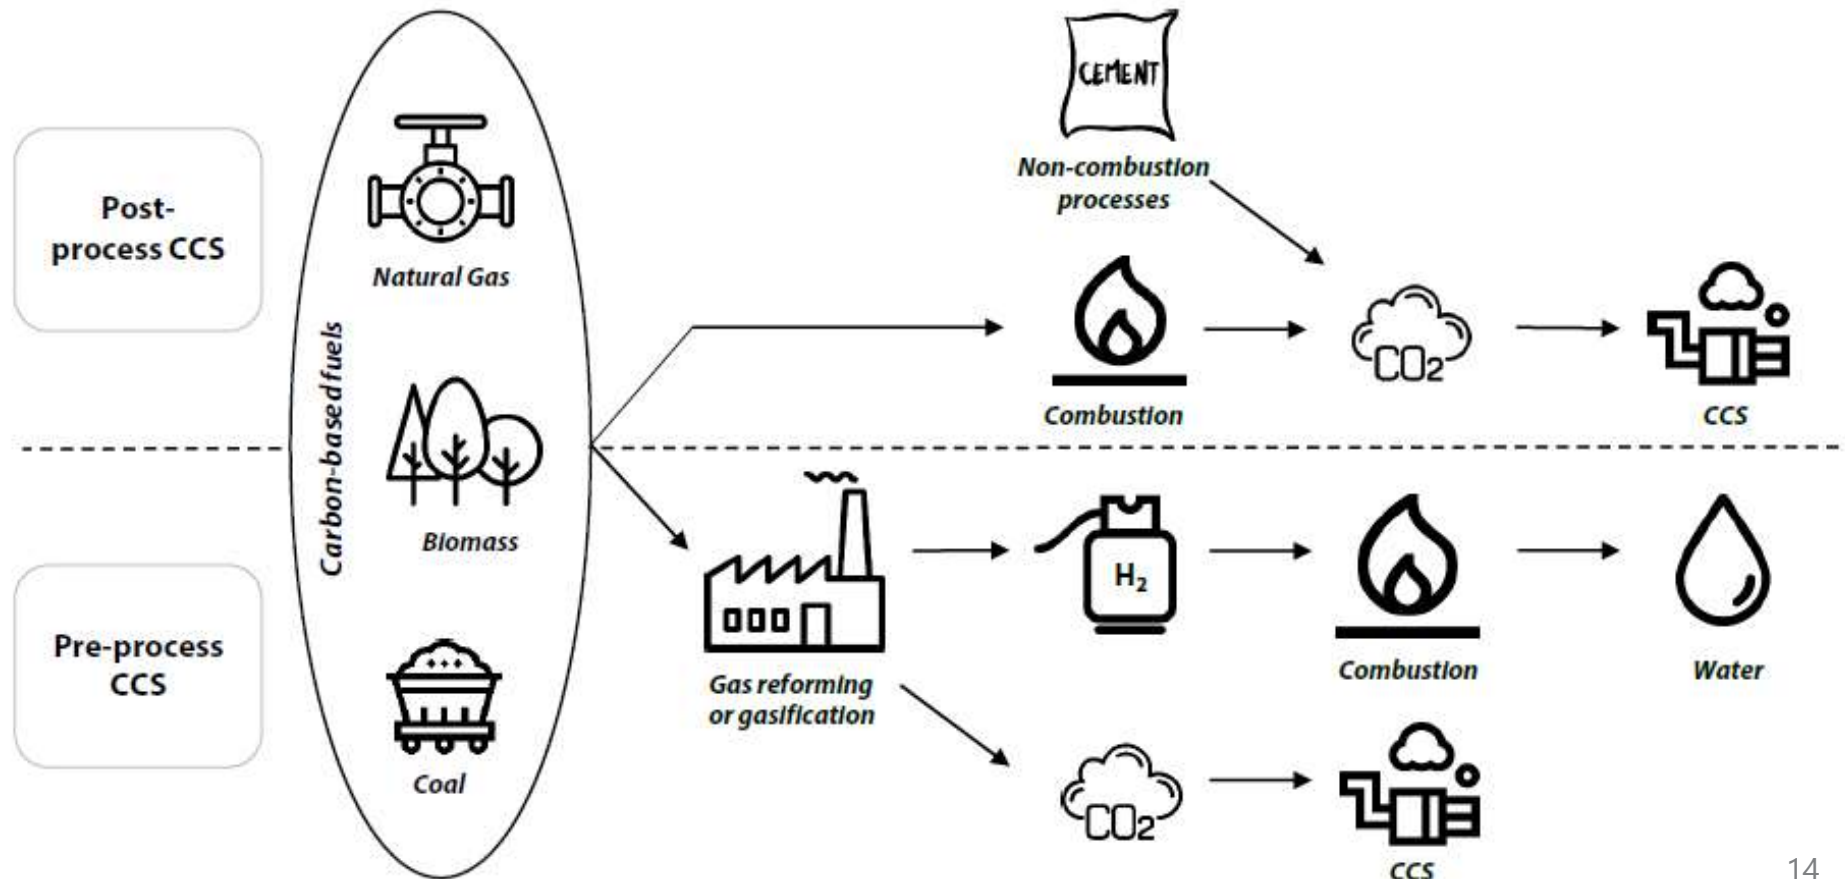 Post-
process CCS
Carbon-based fuels
Natural Gas
Biomass
Coal
CEMENT
Non-combustion
processes
Combustion
CO2
CCS
Pre-process
CCS
Gas reforming
or gasification
H2
Combustion
Water
CO2
CCS
14